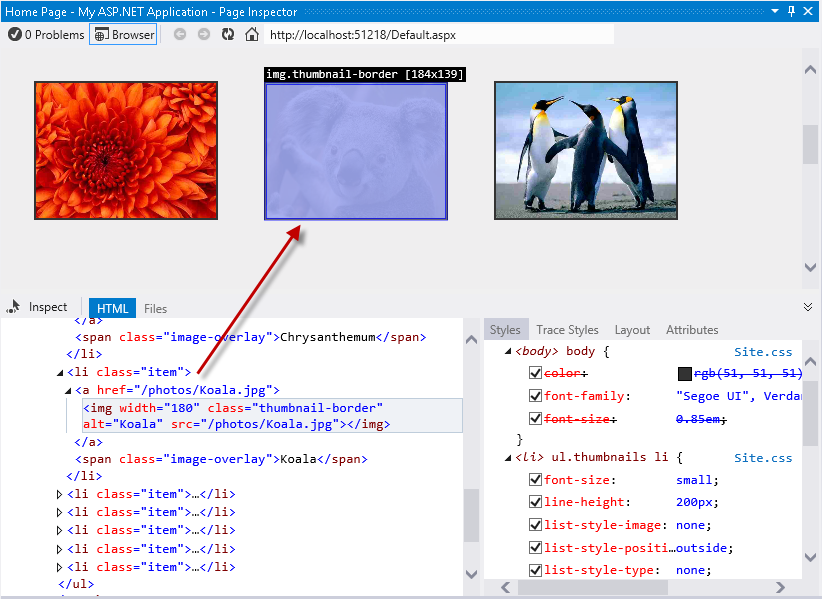 Home Page - My ASP.NET Application - Page Inspector
0 Problems Browser http://localhost:51218/Default.aspx
img.thumbnail-border [184x139]
Inspect HTML Files
</a>
<span class="image-overlay">Chrysanthemum</span>
</li>
<li class="item">
<a href="/photos/Koala.jpg">
<img width="180" class="thumbnail-border"
alt="Koala" src="/photos/Koala.jpg"></img>
</a>
<span class="image-overlay">Koala</span>
</li>
<li class="item">…</li>
<li class="item">…</li>
<li class="item">…</li>
<li class="item">…</li>
<li class="item">…</li>
</ul>
Styles Trace Styles Layout Attributes
<body> body { Site.css
color: rgb(51, 51, 51)
font-family: "Segoe UI", Verdan
font-size: 0.85em;
}
<li> ul.thumbnails li { Site.css
font-size: small;
line-height: 200px;
list-style-image: none;
list-style-positi… outside;
list-style-type: none;